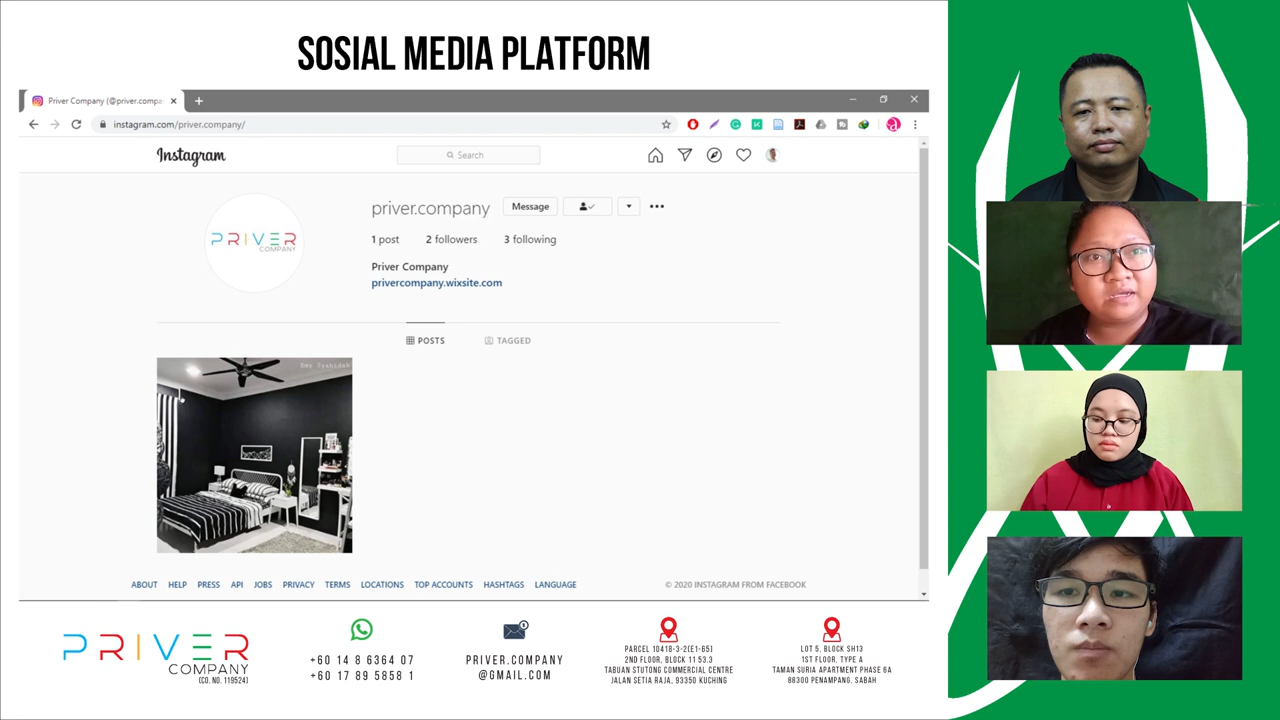 SOSIAL MEDIA PLATFORM
Priver Company (@priver.compa
instagram.com/priver.company/
Instagram
Search
priver.company
Message
1 post 2 followers 3 following
Priver Company
privercompany.wixsite.com
POSTS TAGGED
Emy Syahidah
ABOUT HELP PRESS API JOBS PRIVACY TERMS LOCATIONS TOP ACCOUNTS HASHTAGS LANGUAGE
© 2020 INSTAGRAM FROM FACEBOOK
PRIVER
COMPANY
(CO. NO. 119524)
+60 14 8 6364 07
+60 17 89 5858 1
PRIVER.COMPANY
@GMAIL.COM
PARCEL 10418-3-2(E1-65)
2ND FLOOR, BLOCK 11 53.3
TABUAN STUTONG COMMERCIAL CENTRE
JALAN SETIA RAJA, 93350 KUCHING
LOT 5, BLOCK SH13
1ST FLOOR, TYPE A
TAMAN SURIA APARTMENT PHASE 6A
88300 PENAMPANG, SABAH